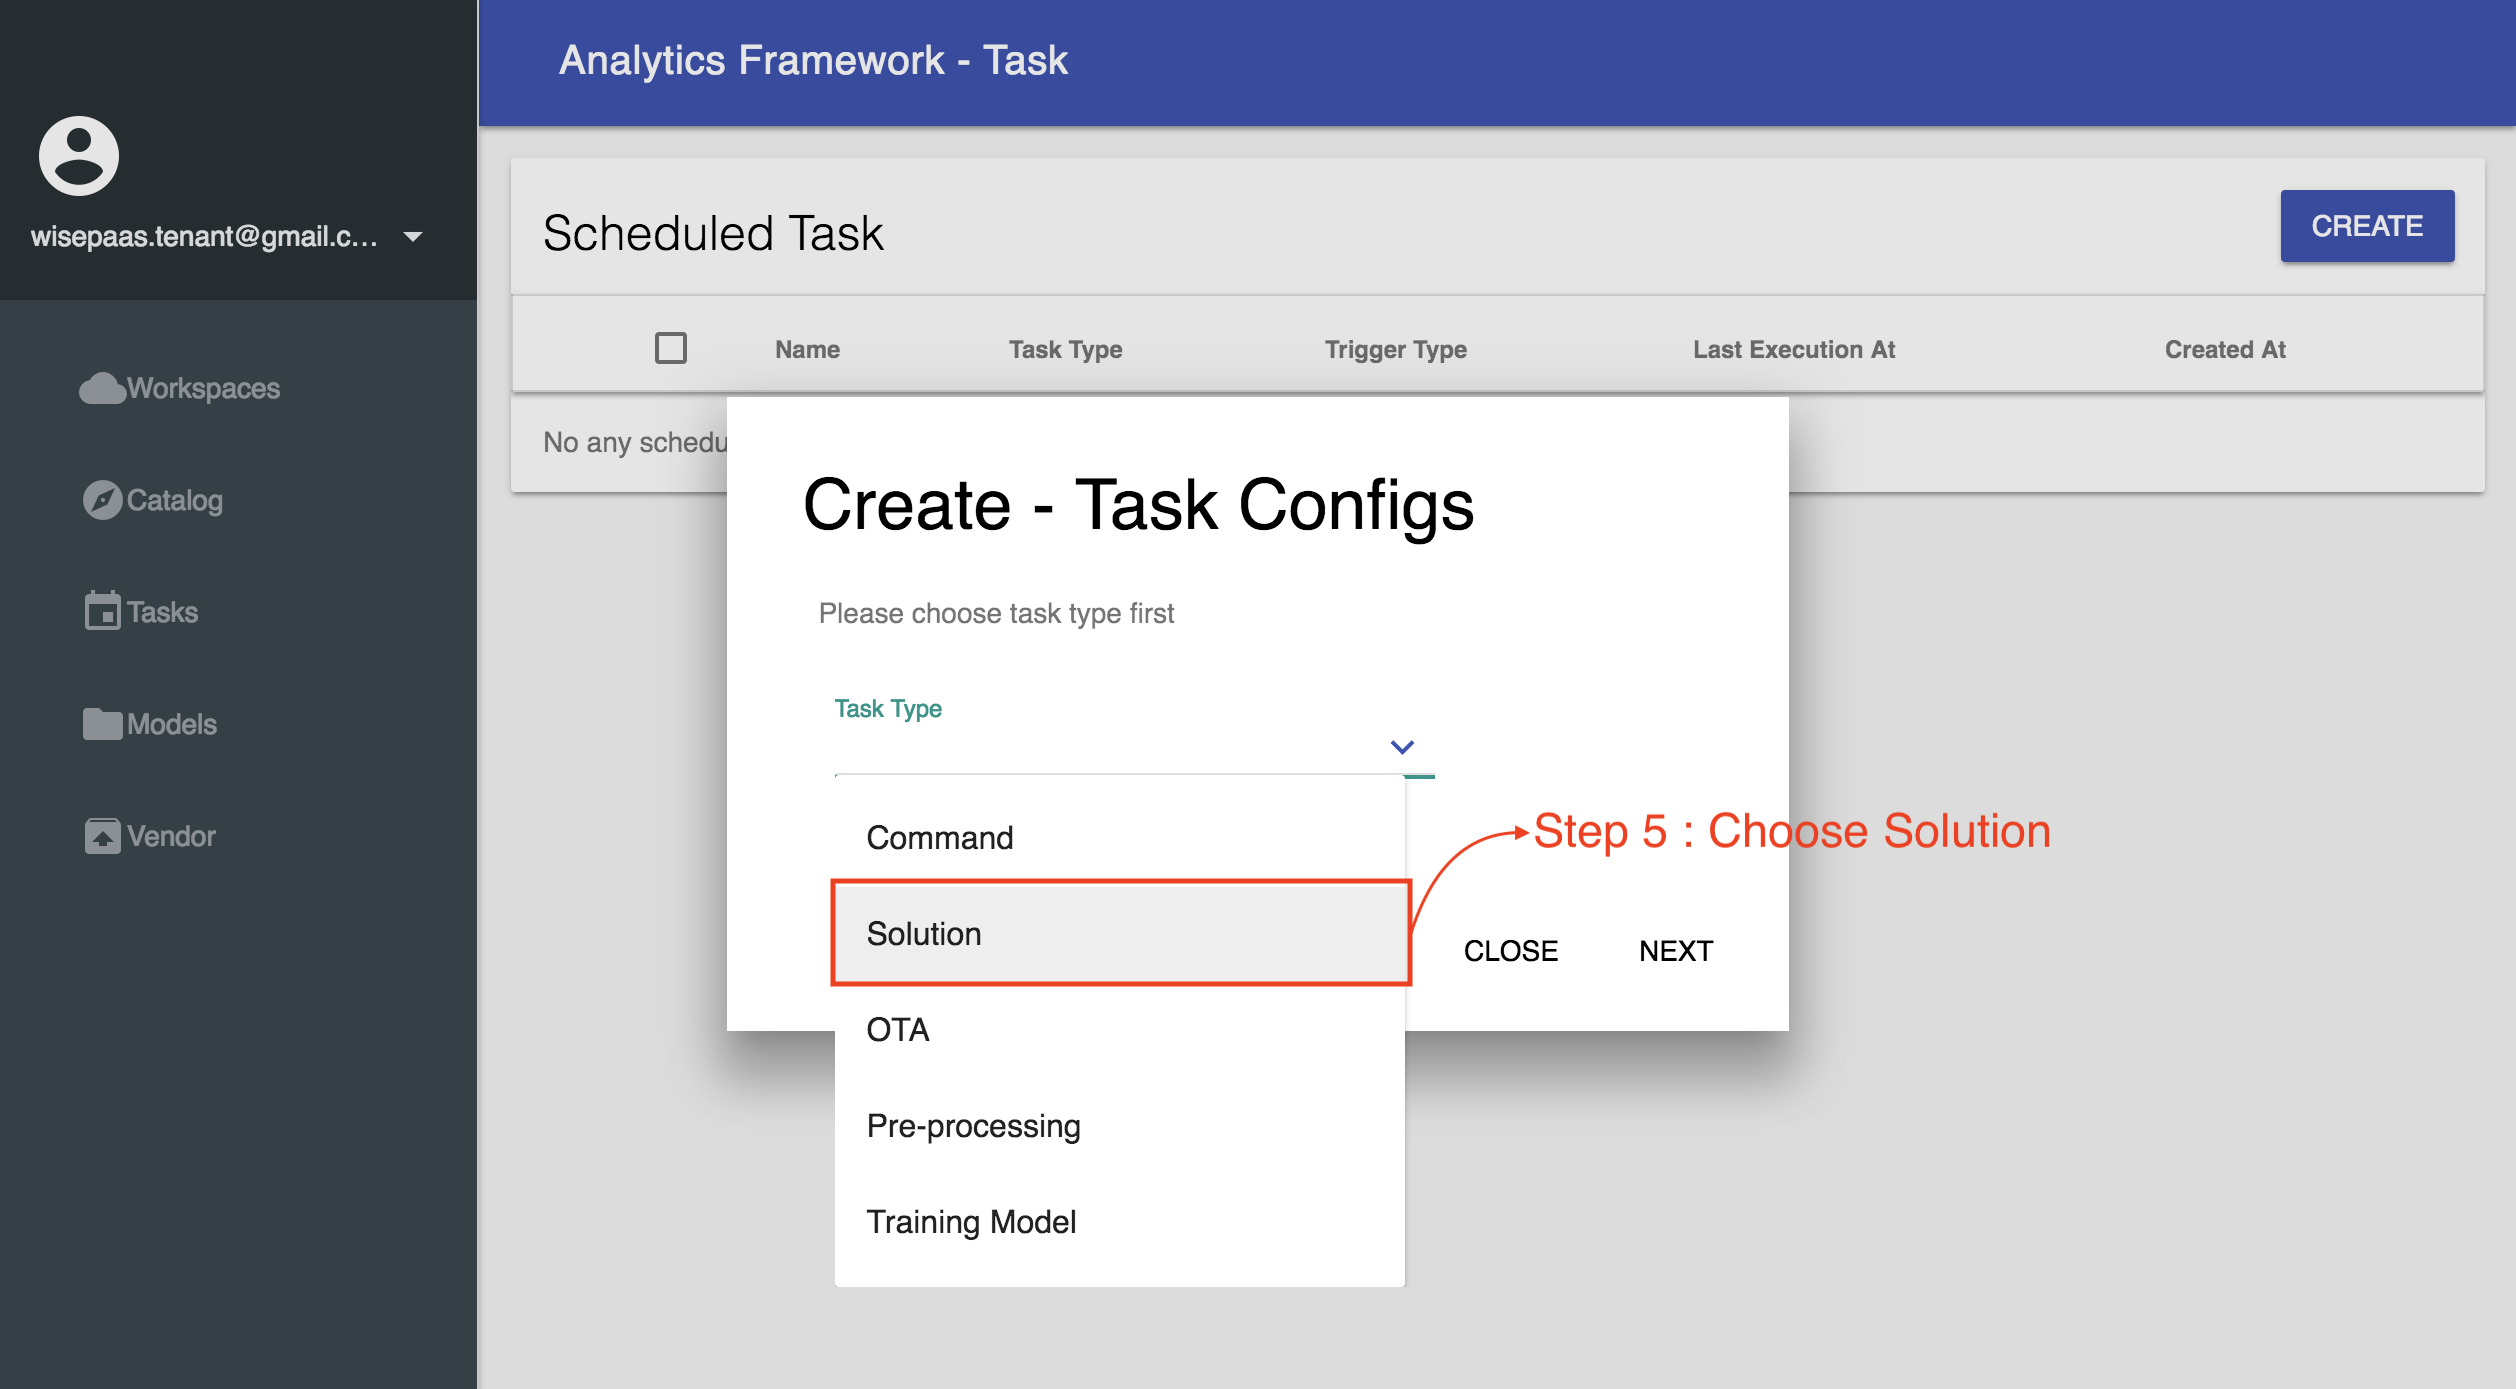 Analytics Framework - Task
wisepaas.tenant@gmail.c...
Workspaces
Catalog
Tasks
Models
Vendor
Scheduled Task
CREATE
Name Task Type Trigger Type Last Execution At Created At
No any schedu
Create - Task Configs
Please choose task type first
Task Type
Command
Solution
OTA
Pre-processing
Training Model
Step 5 : Choose Solution
CLOSE NEXT